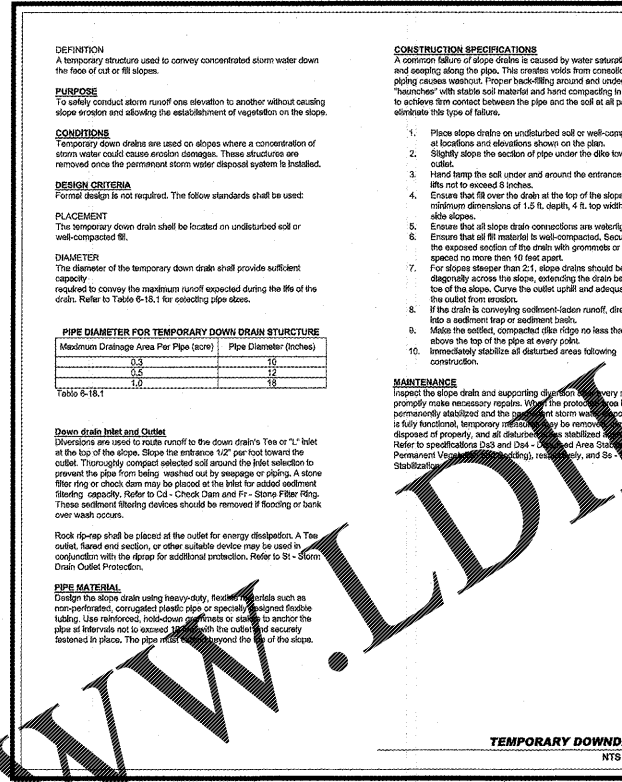 DEFINITION
A temporary structure used to convey concentrated storm water down
the face of cut or fill slopes.
PURPOSE
To safely conduct storm runoff one elevation to another without causing
slope erosion and allowing the establishment of vegetation on the slope.
CONDITIONS
Temporary down drains are used on slopes where a concentration of
storm water could cause erosion damages. These structures are
removed once the permanent storm water disposal system is installed.
DESIGN CRITERIA
Formal design is not required. The follow standards shall be used:
PLACEMENT
The temporary down drain shall be located on undisturbed soil or
well-compacted fill.
DIAMETER
The diameter of the temporary down drain shall provide sufficient
capacity
required to convey the maximum runoff expected during the life of the
drain. Refer to Table 6-18.1 for selecting pipe sizes.
PIPE DIAMETER FOR TEMPORARY DOWN DRAIN STURCTURE
Maximum Drainage Area Per Pipe (acre) Pipe Diameter (inches)
0.3 10
0.5 12
1.0 18
Table 6-18.1
Down drain Inlet and Outlet
Diversions are used to route runoff to the down drain's Tee or "L" inlet
at the top of the slope. Slope the entrance 1/2" per foot toward the
outlet. Thoroughly compact selected soil around the inlet selection to
prevent the pipe from being washed out by seepage or piping. A stone
filter ring or check dam may be placed at the inlet for added sediment
filtering capacity. Refer to Cd - Check Dam and Fr - Stone Filter Ring.
These sediment filtering devices should be removed if flooding or bank
over wash occurs.
Rock rip-rap shall be placed at the outlet for energy dissipation. A Tee
outlet, flared end section, or other suitable device may be used in
conjunction with the riprap for additional protection. Refer to St - Storm
Drain Outlet Protection.
PIPE MATERIAL
Design the slope drain using heavy-duty, flexible materials such as
non-perforated, corrugated plastic pipe or specially designed flexible
tubing. Use reinforced, hold-down grommets or stakes to anchor the
pipe at intervals not to exceed 10 with the outlet end securely
fastened in place. The pipe must extend beyond the toe of the slope.
CONSTRUCTION SPECIFICATIONS
A common failure of slope drains is caused by water saturati
and seeping along the pipe. This creates voids from consolid
piping causes washout. Proper back-filling around and under
"haunches" with stable soil material and hand compacting in
to achieve firm contact between the pipe and the soil at all p
eliminate this type of failure.
1. Place slope drains on undisturbed soil or well-comp
at locations and elevations shown on the plan.
2. Slightly slope the section of pipe under the dike tow
outlet.
3. Hand tamp the soil under and around the entrance
lifts not to exceed 6 inches.
4. Ensure that fill over the drain at the top of the slope
minimum dimensions of 1.5 ft. depth, 4 ft. top width
side slopes.
5. Ensure that all slope drain connections are watertig
6. Ensure that all fill material is well-compacted. Secu
the exposed section of the drain with grommets or
spaced no more than 10 feet apart.
7. For slopes steeper than 2:1, slope drains should be
diagonally across the slope, extending the drain be
toe of the slope. Curve the outlet uphill and adequa
the outlet from erosion.
8. If the drain is conveying sediment-laden runoff, dire
into a sediment trap or sediment basin.
9. Make the settled, compacted dike ridge no less tha
above the top of the pipe at every point.
10. Immediately stabilize all disturbed areas following
construction.
MAINTENANCE
Inspect the slope drain and supporting diversion after every r
promptly make necessary repairs. When the protected area i
permanently stabilized and the permanent storm water
is fully functional, temporary measures may be removed,
disposed of properly, and all disturbed areas stabilized
Refer to specifications Ds3 and Ds4 - Disturbed Area Stab
Permanent Vegetation and Sodding), respectively, and Ss -
Stabilization
WWW.LDI
TEMPORARY DOWND
NTS